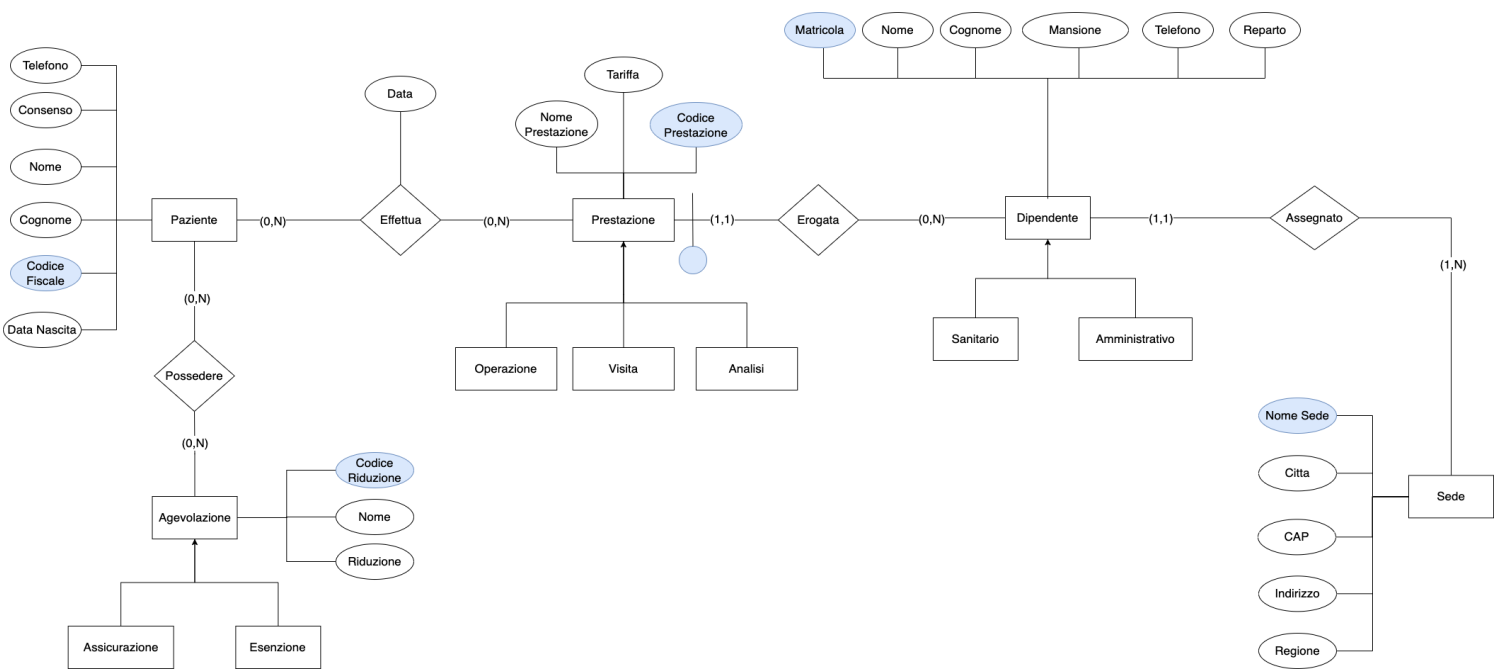 Matricola
Nome
Cognome
Mansione
Telefono
Reparto
Telefono
Consenso
Nome
Cognome
Codice
Fiscale
Data Nascita
Data
Tariffa
Nome
Prestazione
Codice
Prestazione
Paziente
(0,N)
Effettua
(0,N)
Prestazione
(1,1)
Erogata
(0,N)
Dipendente
(1,1)
Assegnato
(1,N)
(0,N)
Possedere
(0,N)
Operazione
Visita
Analisi
Sanitario
Amministrativo
Agevolazione
Codice
Riduzione
Nome
Riduzione
Assicurazione
Esenzione
Nome Sede
Citta
CAP
Indirizzo
Regione
Sede